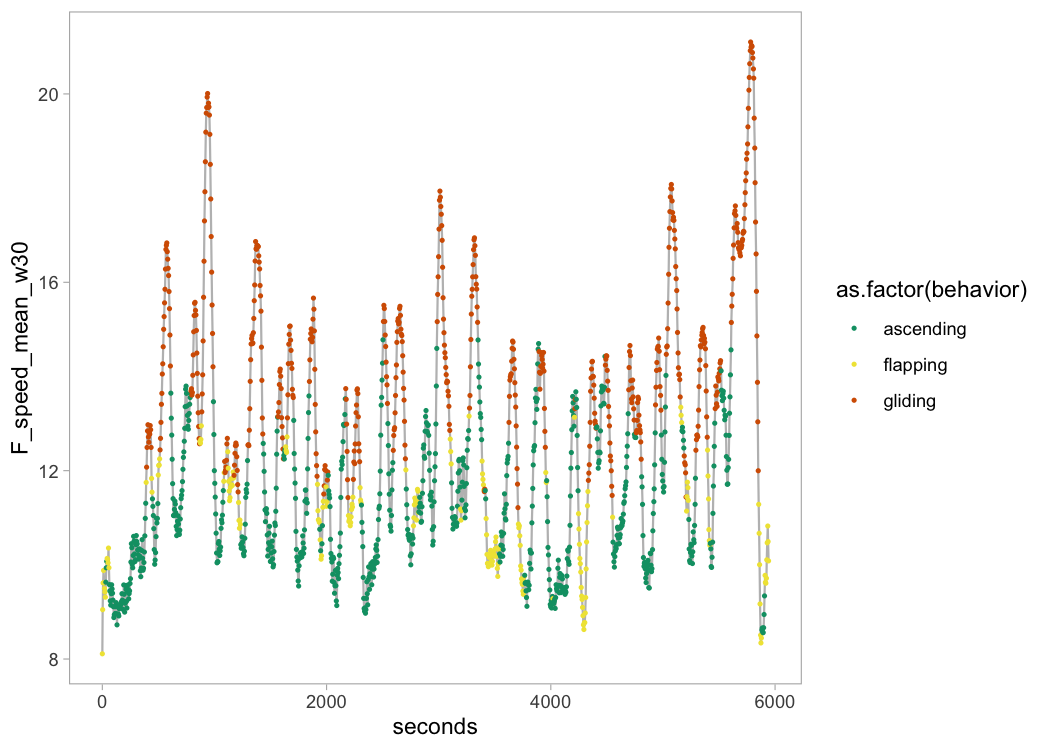 20
16
12
8
F_speed_mean_w30
0 2000 4000 6000
seconds
as.factor(behavior)
ascending
flapping
gliding